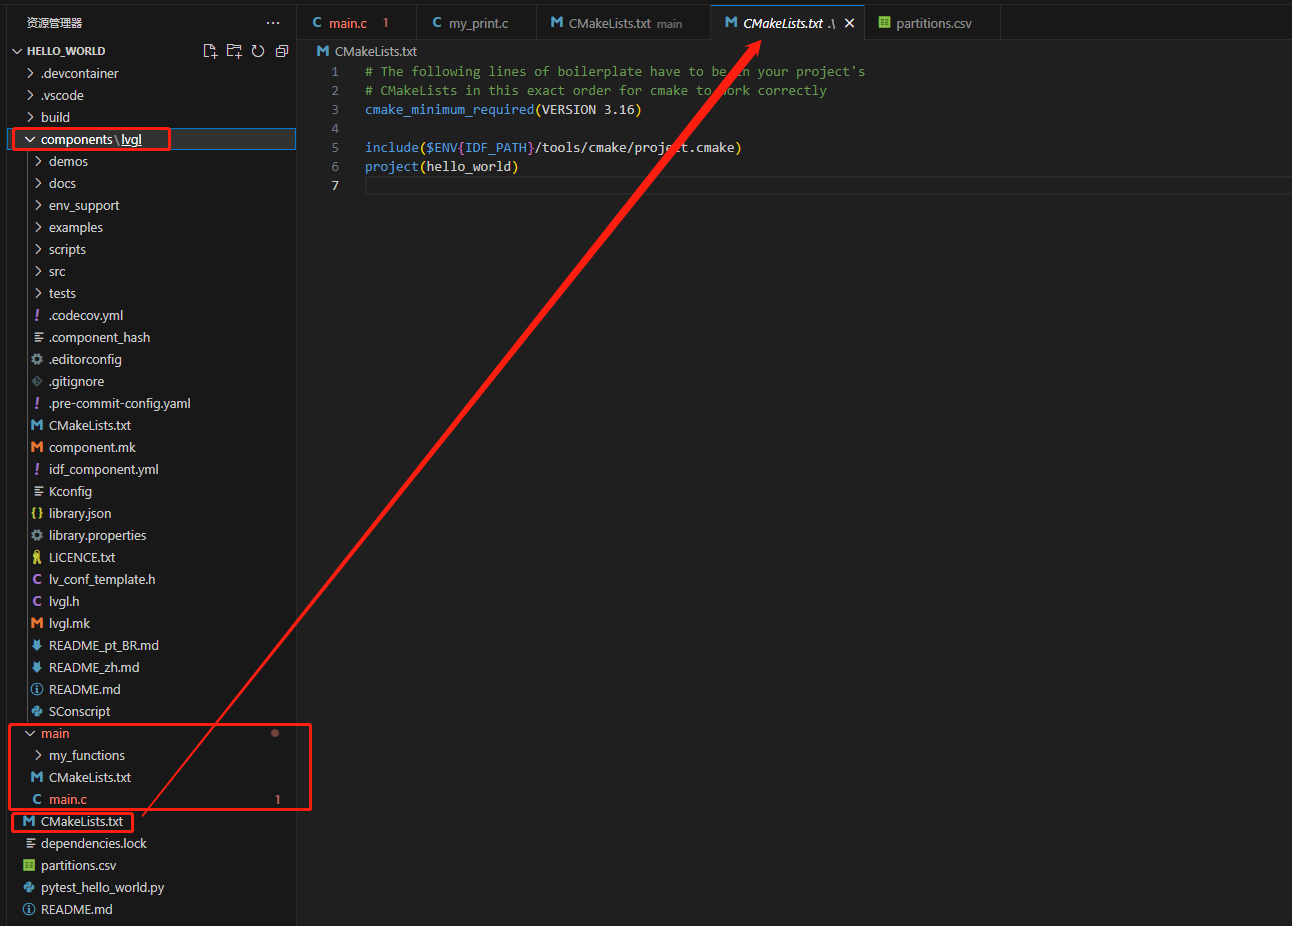 资源管理器
HELLO_WORLD
.devcontainer
.vscode
build
components\lvgl
demos
docs
env_support
examples
scripts
src
tests
.codecov.yml
.component_hash
.editorconfig
.gitignore
.pre-commit-config.yaml
CMakeLists.txt
component.mk
idf_component.yml
Kconfig
library.json
library.properties
LICENCE.txt
lv_conf_template.h
lvgl.h
lvgl.mk
README_pt_BR.md
README_zh.md
README.md
SConscript
main
my_functions
CMakeLists.txt
main.c 1
CMakeLists.txt
dependencies.lock
partitions.csv
pytest_hello_world.py
README.md
main.c 1 my_print.c CMakeLists.txt main CMakeLists.txt .\ partitions.csv
CMakeLists.txt
1 # The following lines of boilerplate have to be in your project's
2 # CMakeLists in this exact order for cmake to work correctly
3 cmake_minimum_required(VERSION 3.16)
4
5 include($ENV{IDF_PATH}/tools/cmake/project.cmake)
6 project(hello_world)
7